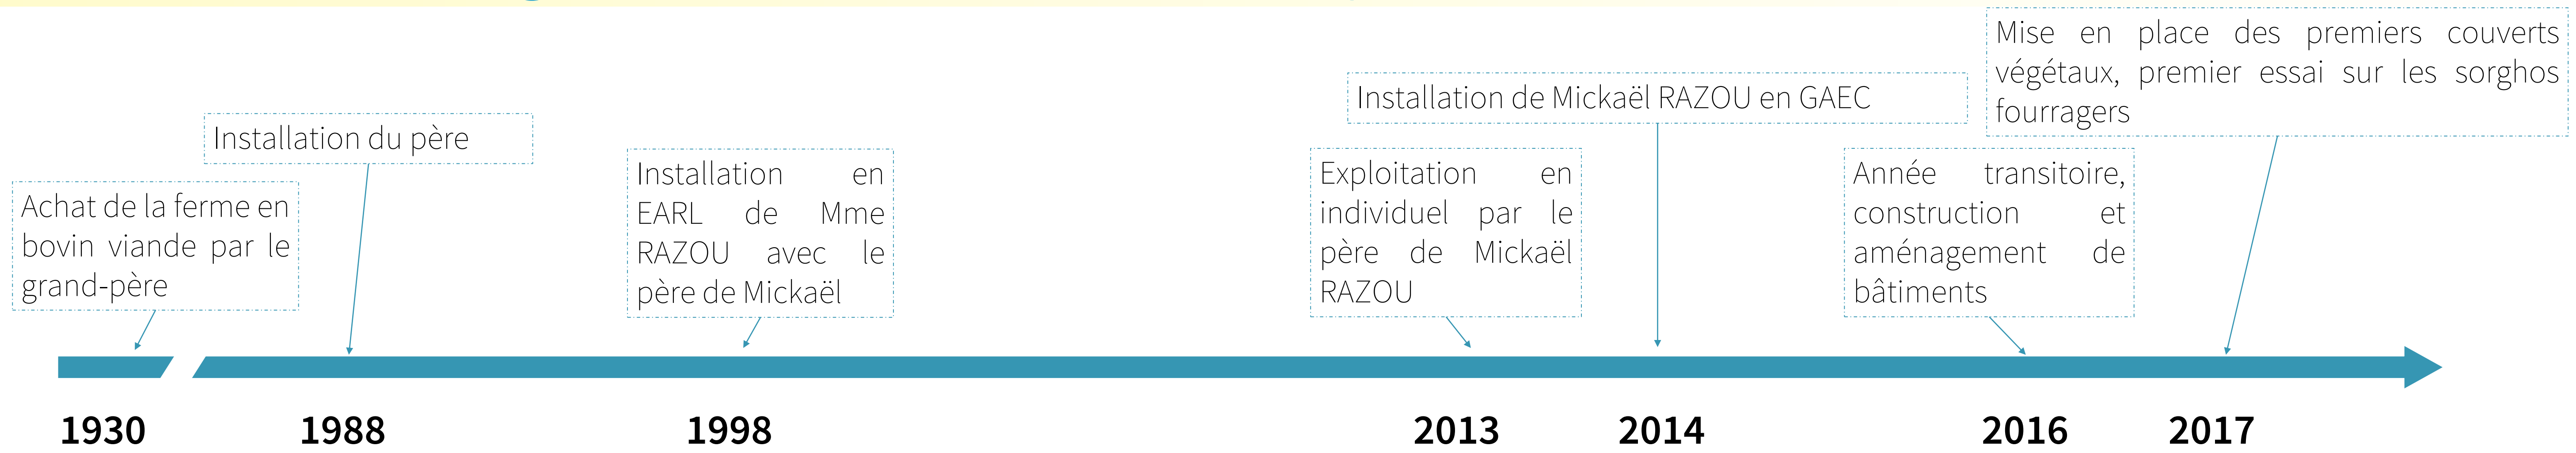 Achat de la ferme en
bovin viande par le
grand-père
Installation du père
Installation en
EARL de Mme
RAZOU avec le
père de Mickaël
Exploitation en
individuel par le
père de Mickaël
RAZOU
Installation de Mickaël RAZOU en GAEC
Année transitoire,
construction et
aménagement de
bâtiments
Mise en place des premiers couverts
végétaux, premier essai sur les sorghos
fourragers
1930
1988
1998
2013
2014
2016
2017